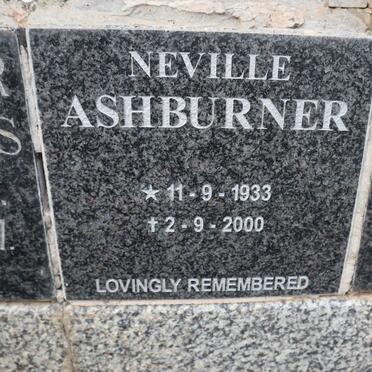 NEVILLE
ASHBURNER
★ 11 - 9 - 1933
✝ 2 - 9 - 2000
LOVINGLY REMEMBERED